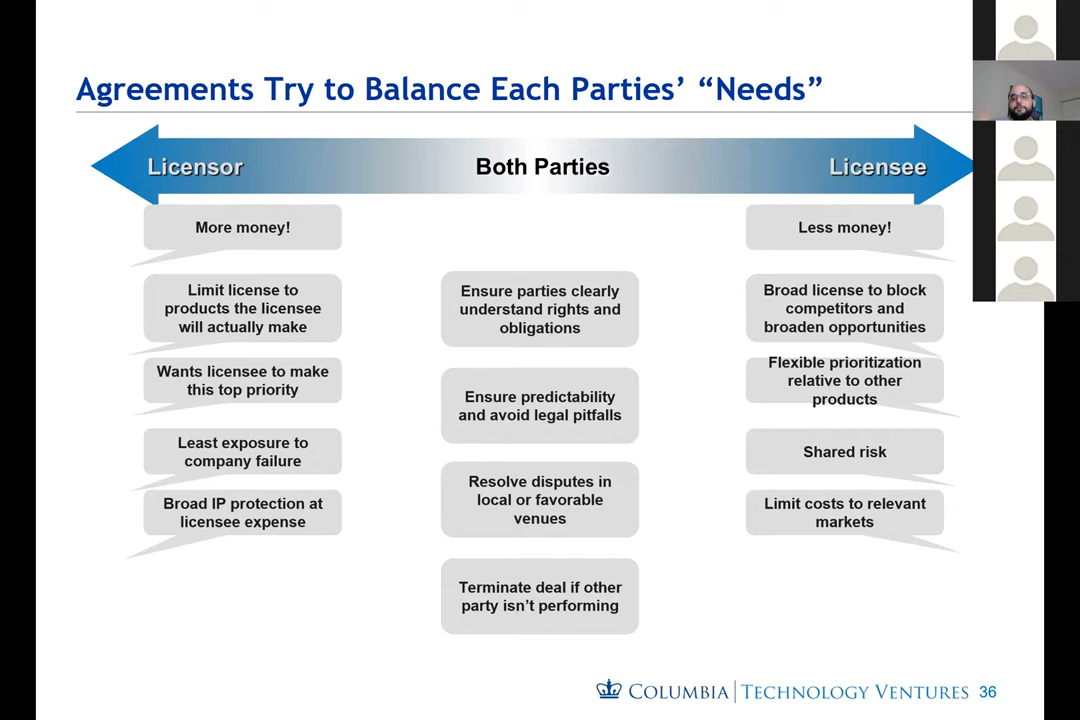 Agreements Try to Balance Each Parties’ “Needs”
Licensor
Both Parties
Licensee
More money!
Limit license to
products the licensee
will actually make
Wants licensee to make
this top priority
Least exposure to
company failure
Broad IP protection at
licensee expense
Ensure parties clearly
understand rights and
obligations
Ensure predictability
and avoid legal pitfalls
Resolve disputes in
local or favorable
venues
Terminate deal if other
party isn’t performing
Less money!
Broad license to block
competitors and
broaden opportunities
Flexible prioritization
relative to other
products
Shared risk
Limit costs to relevant
markets
COLUMBIA | TECHNOLOGY VENTURES 36